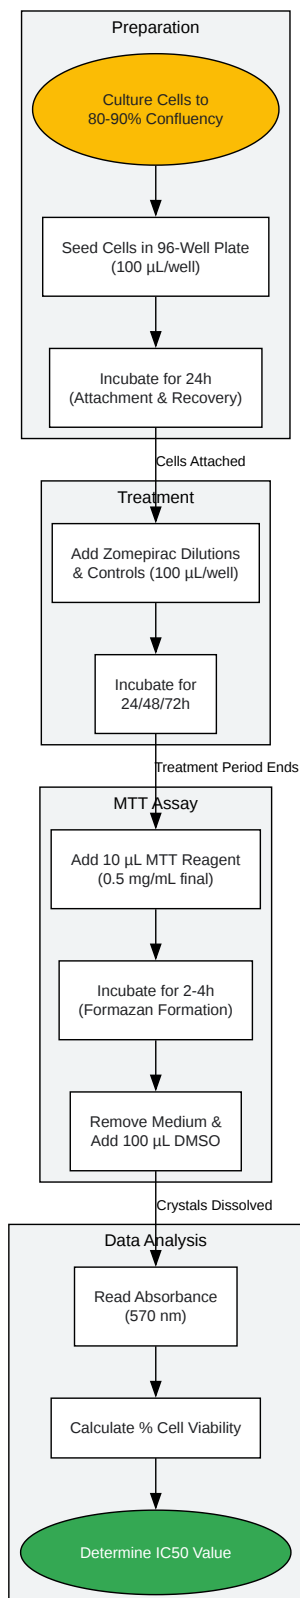 Preparation
Culture Cells to
80-90% Confluency
Seed Cells in 96-Well Plate
(100 µL/well)
Incubate for 24h
(Attachment & Recovery)
Cells Attached
Treatment
Add Zomepirac Dilutions
& Controls (100 µL/well)
Incubate for
24/48/72h
Treatment Period Ends
MTT Assay
Add 10 µL MTT Reagent
(0.5 mg/mL final)
Incubate for 2-4h
(Formazan Formation)
Remove Medium &
Add 100 µL DMSO
Crystals Dissolved
Data Analysis
Read Absorbance
(570 nm)
Calculate % Cell Viability
Determine IC50 Value